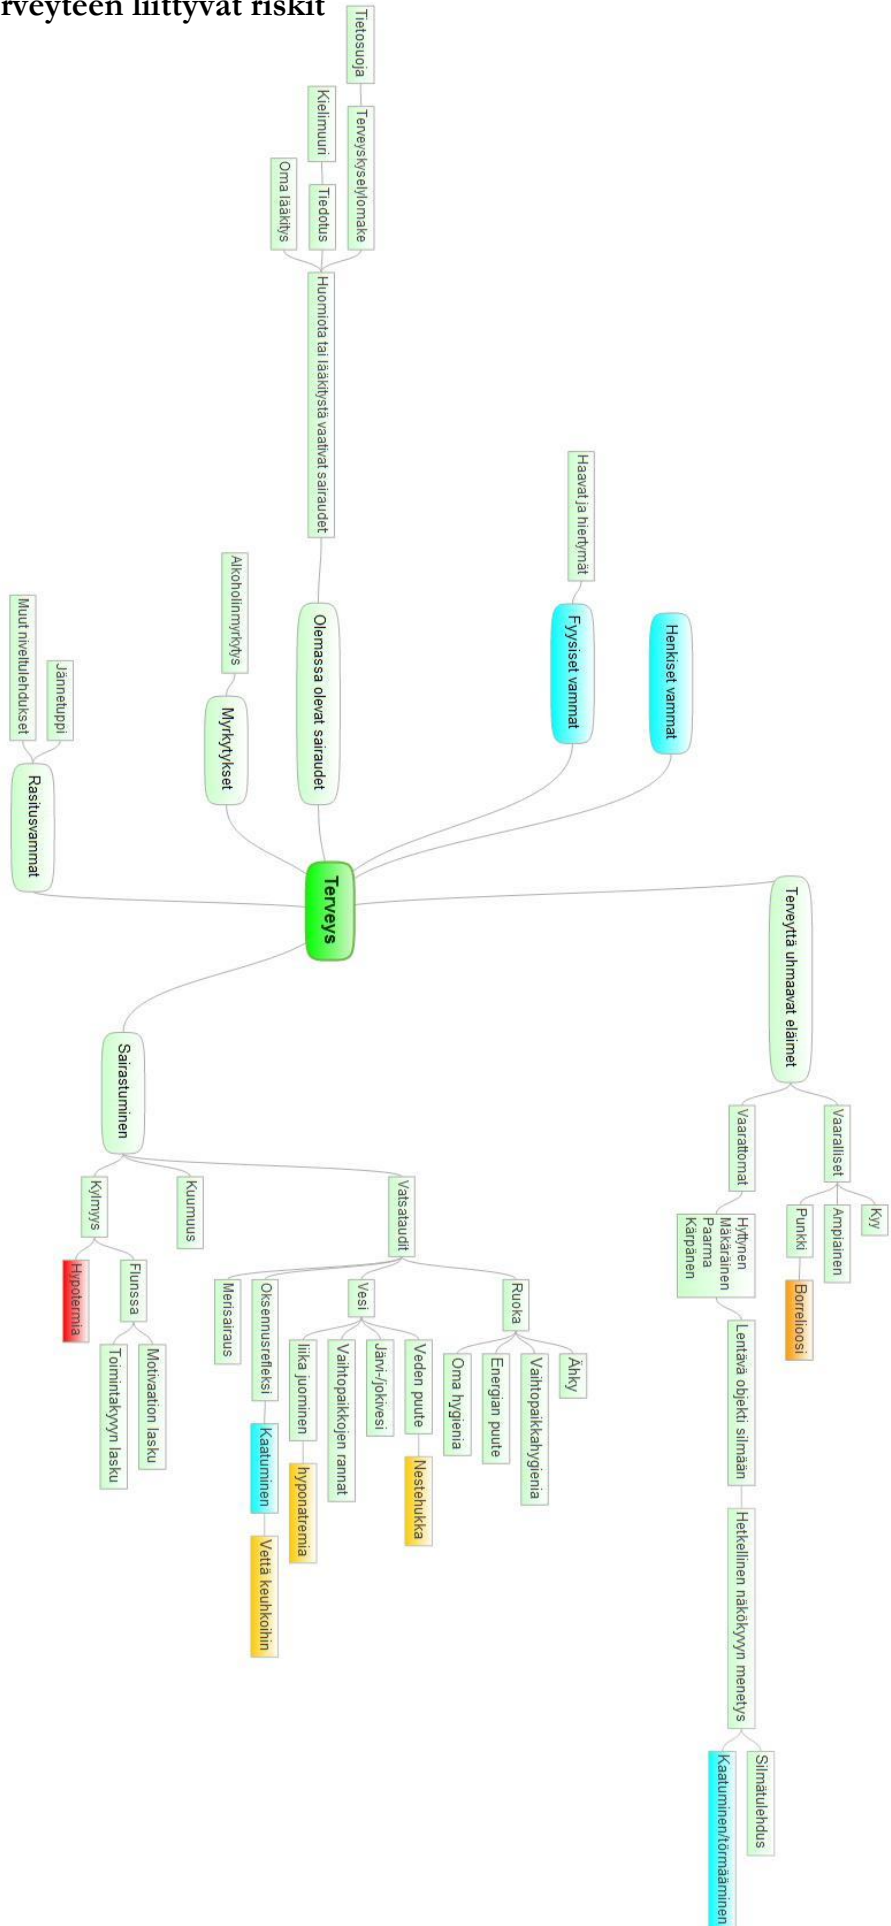 rveyteen liittyvät riskit
Terveys
Henkiset vammat
Fyysiset vammat
Haavat ja hiertymät
Olemassa olevat sairaudet
Huomiota tai lääkitystä vaativat sairaudet
Terveyskyselylomake
Tietosuoja
Tiedotus
Kielimuuri
Oma lääkitys
Myrkytykset
Alkoholinmyrkytys
Rasitusvammat
Jännetuppi
Muut niveltulehdukset
Terveyttä uhmaavat eläimet
Vaaralliset
Kyy
Ampiainen
Punkki
Borrelioosi
Vaarattomat
Hyttynen
Mäkäräinen
Paarma
Kärpänen
Lentävä objekti silmään
Hetkellinen näkökyvyn menetys
Silmätulehdus
Kaatuminen/törmääminen
Sairastuminen
Vatsataudit
Ruoka
Ähky
Vaihtopaikkahygienia
Energian puute
Oma hygienia
Vesi
Veden puute
Nestehukka
Järvi-/jokivesi
Vaihtopaikkojen rannat
liika juominen
hyponatremia
Oksennusrefleksi
Kaatuminen
Vettä keuhkoihin
Merisairaus
Kuumuus
Kylmyys
Flunssa
Motivaation lasku
Toimintakyvyn lasku
Hypotermia